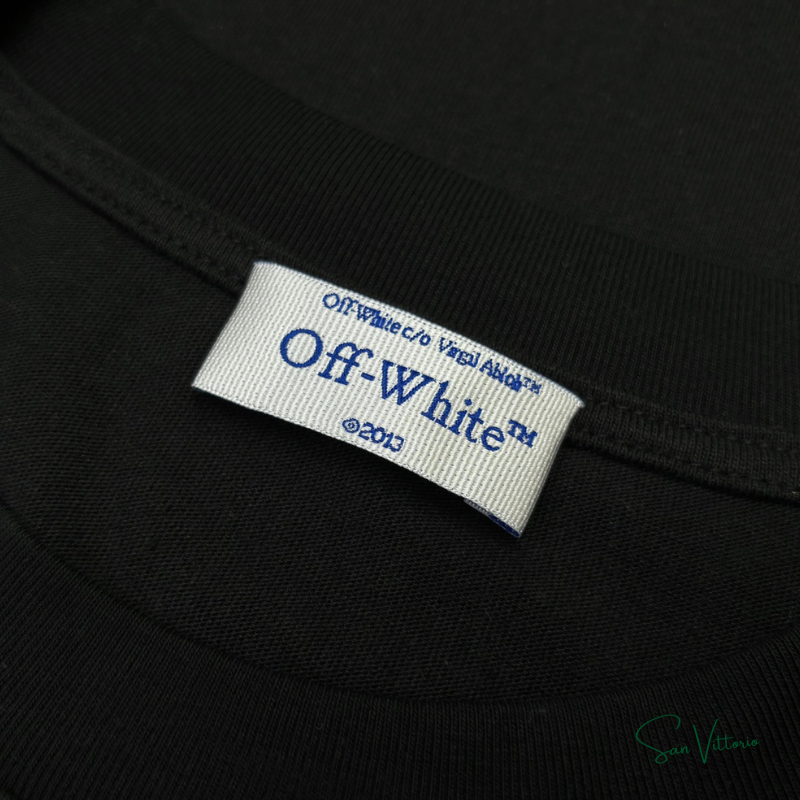 Off-White c/o Virgil Abloh™
Off-White™
©2013
San Vittorio